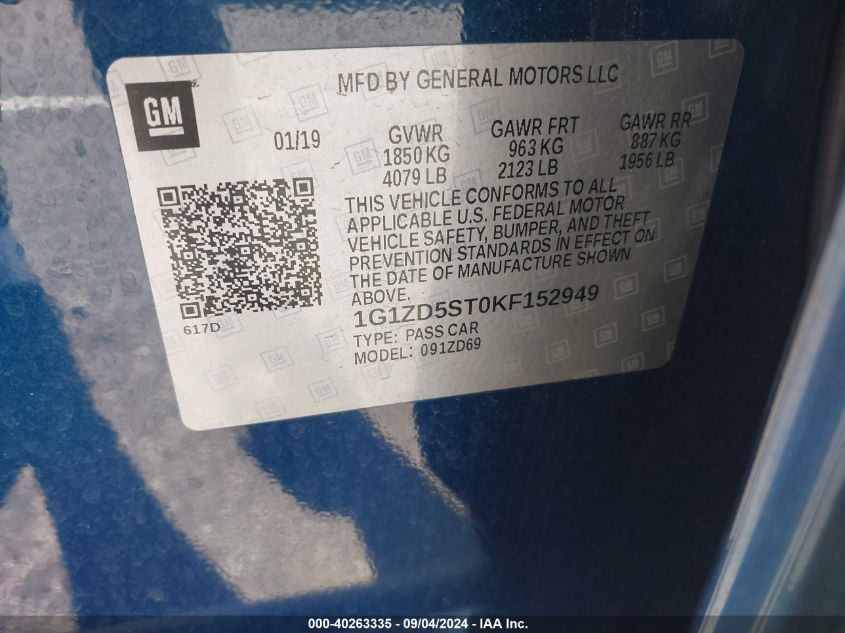 GM
MFD BY GENERAL MOTORS LLC
01/19
GVWR
1850 KG
4079 LB
GAWR FRT
963 KG
2123 LB
GAWR RR
887 KG
1956 LB
THIS VEHICLE CONFORMS TO ALL
APPLICABLE U.S. FEDERAL MOTOR
VEHICLE SAFETY, BUMPER, AND THEFT
PREVENTION STANDARDS IN EFFECT ON
THE DATE OF MANUFACTURE SHOWN
ABOVE.
617D
1G1ZD5ST0KF152949
TYPE: PASS CAR
MODEL: 091ZD69
000-40263335 - 09/04/2024 - IAA Inc.